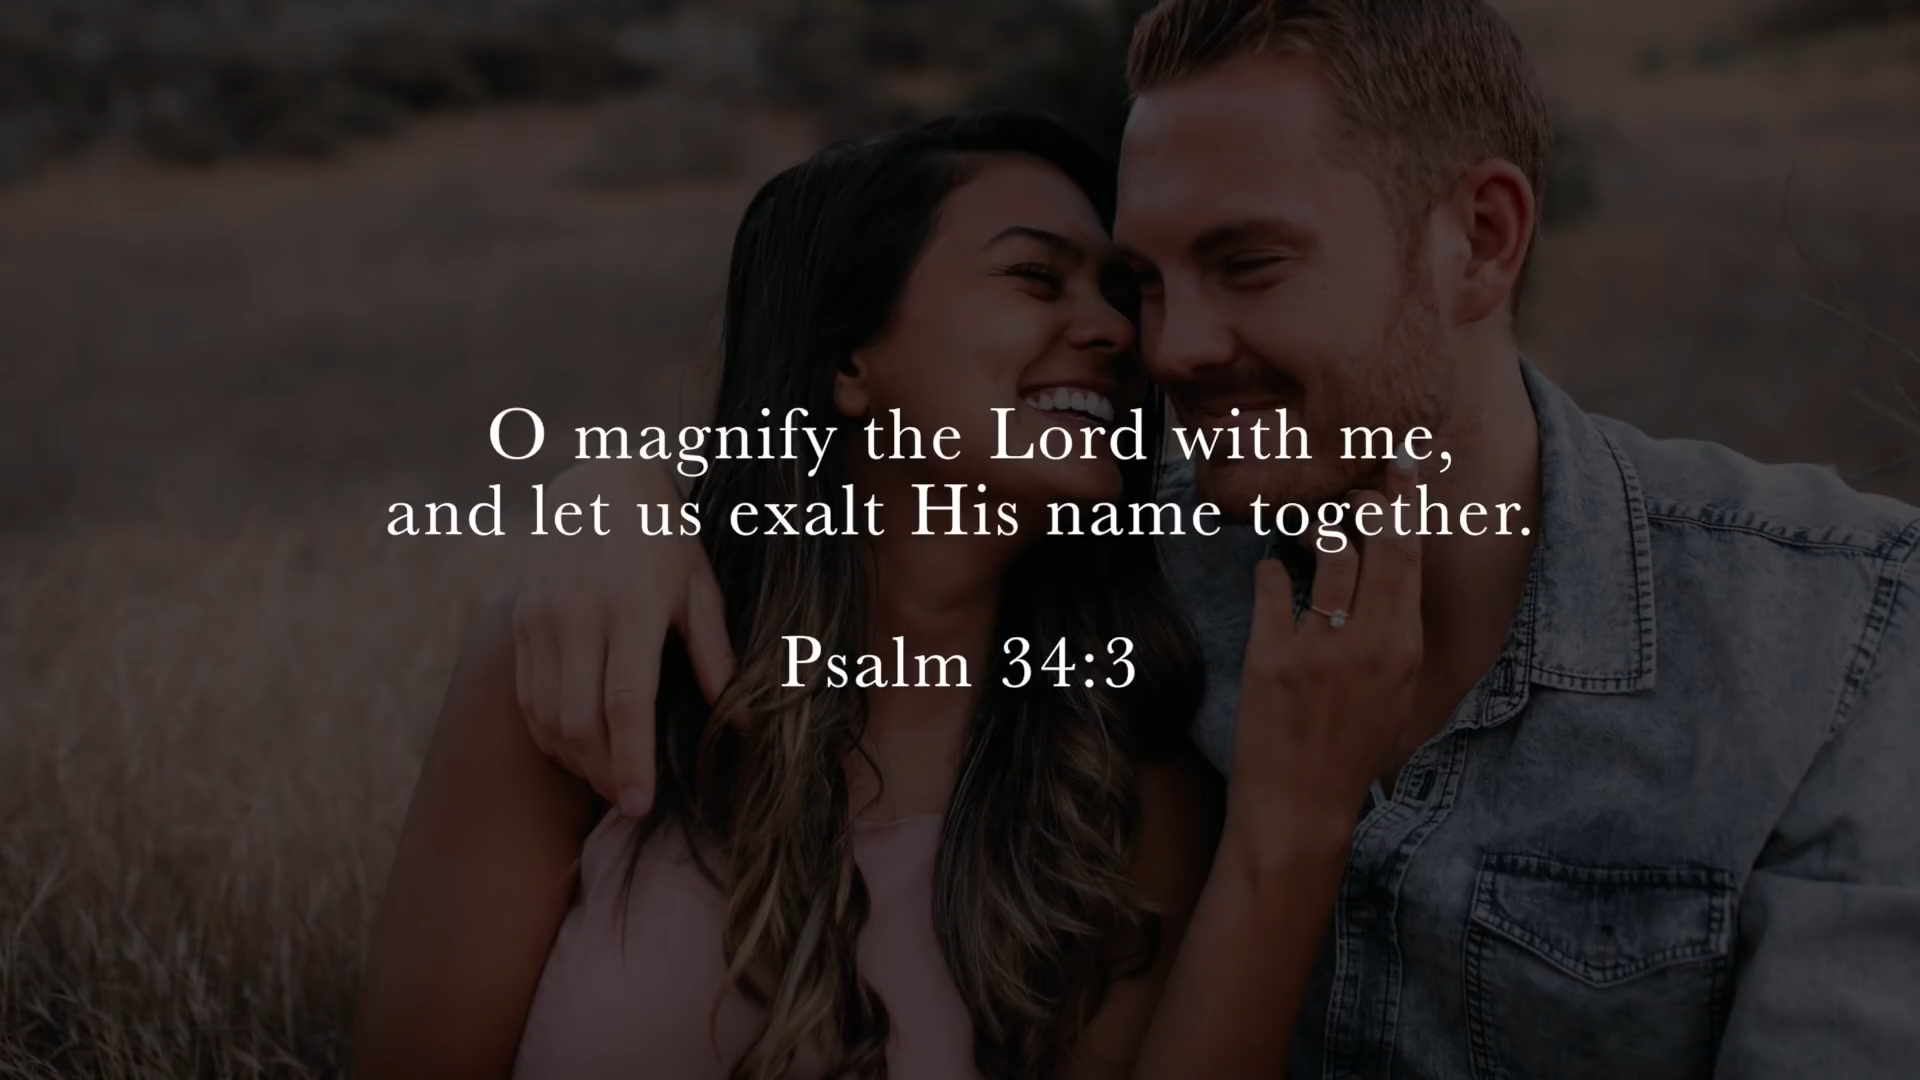 O magnify the Lord with me,
and let us exalt His name together.
Psalm 34:3